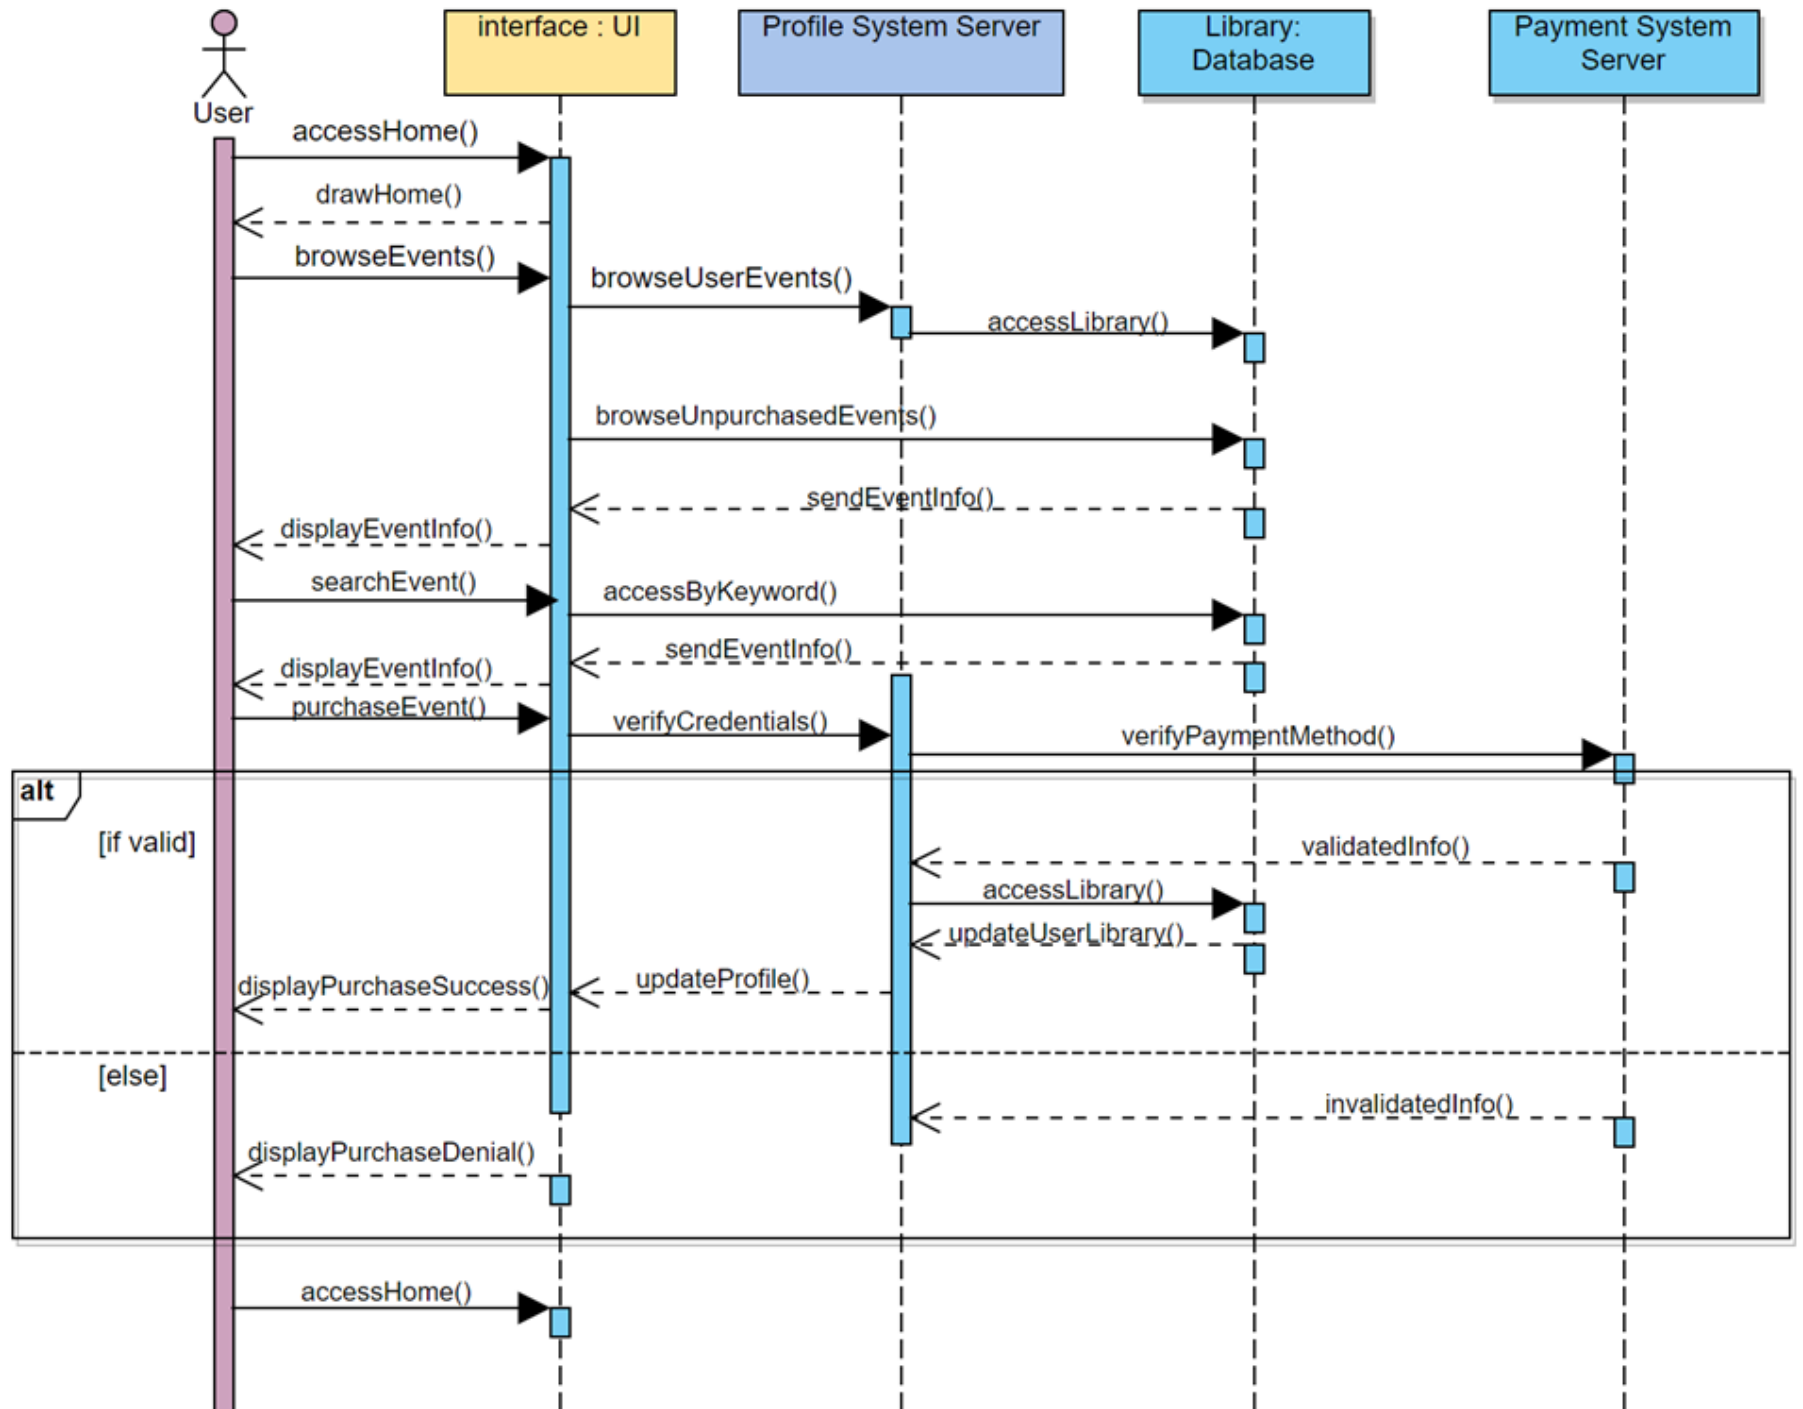 interface : UI
Profile System Server
Library:
Database
Payment System
Server
User
accessHome()
drawHome()
browseEvents()
browseUserEvents()
accessLibrary()
browseUnpurchasedEvents()
sendEventInfo()
displayEventInfo()
searchEvent()
accessByKeyword()
sendEventInfo()
displayEventInfo()
purchaseEvent()
verifyCredentials()
verifyPaymentMethod()
alt
[if valid]
validatedInfo()
accessLibrary()
updateUserLibrary()
updateProfile()
displayPurchaseSuccess()
[else]
invalidatedInfo()
displayPurchaseDenial()
accessHome()